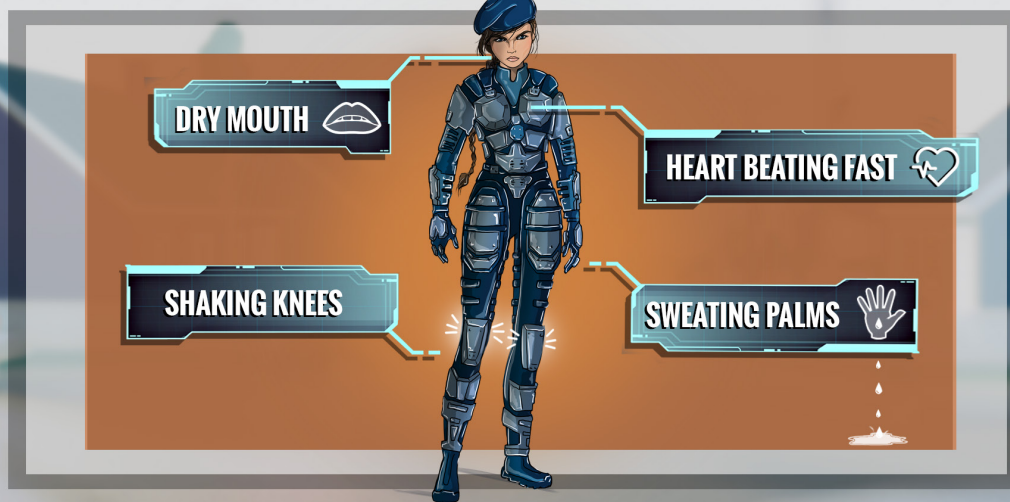 DRY MOUTH
HEART BEATING FAST
SHAKING KNEES
SWEATING PALMS